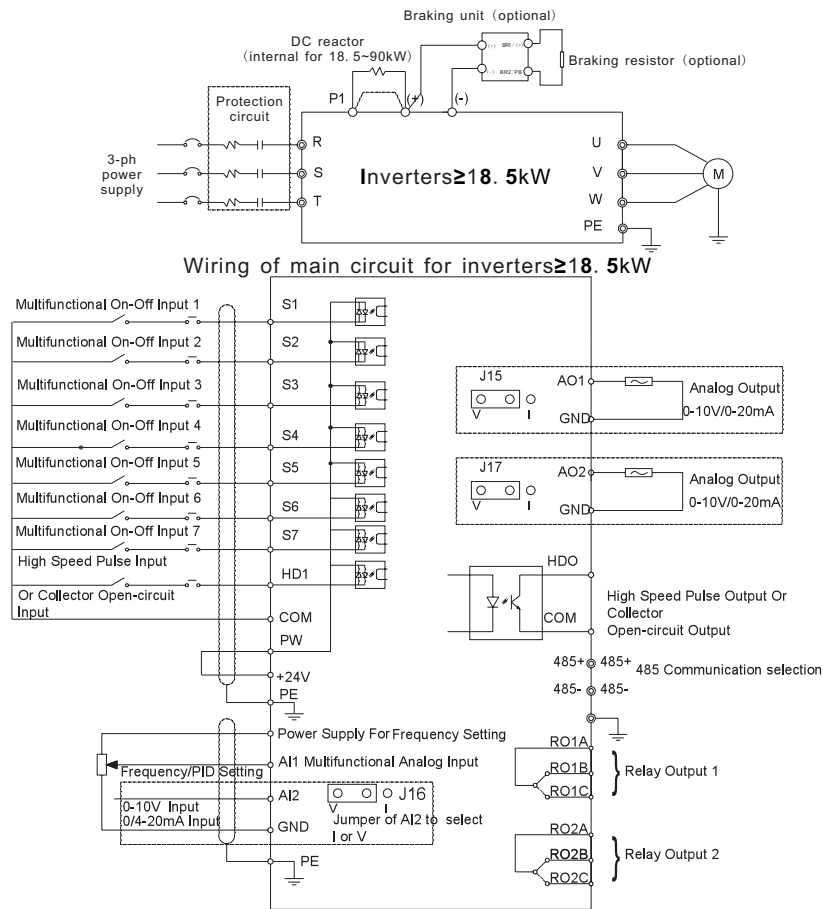 Braking unit (optional)
DC reactor
(internal for 18. 5~90kW)
(+) BR1/(+)
(-) BR2/PB
Braking resistor (optional)
P1 (+) (-)
Protection
circuit
3-ph
power
supply
R
S
T
Inverters≥18. 5kW
U
V
W
PE
M
Wiring of main circuit for inverters≥18. 5kW
Multifunctional On-Off Input 1
S1
Multifunctional On-Off Input 2
S2
Multifunctional On-Off Input 3
S3
Multifunctional On-Off Input 4
S4
Multifunctional On-Off Input 5
S5
Multifunctional On-Off Input 6
S6
Multifunctional On-Off Input 7
S7
High Speed Pulse Input
HD1
Or Collector Open-circuit
Input
COM
PW
+24V
PE
J15
V I
AO1
GND
Analog Output
0-10V/0-20mA
J17
V I
AO2
GND
Analog Output
0-10V/0-20mA
HDO
COM
High Speed Pulse Output Or
Collector
Open-circuit Output
485+ 485+
485- 485-
485 Communication selection
Power Supply For Frequency Setting
AI1 Multifunctional Analog Input
Frequency/PID Setting
AI2
J16
V I
0-10V Input
0/4-20mA Input
GND
Jumper of AI2 to select
I or V
PE
RO1A
RO1B
RO1C
Relay Output 1
RO2A
RO2B
RO2C
Relay Output 2